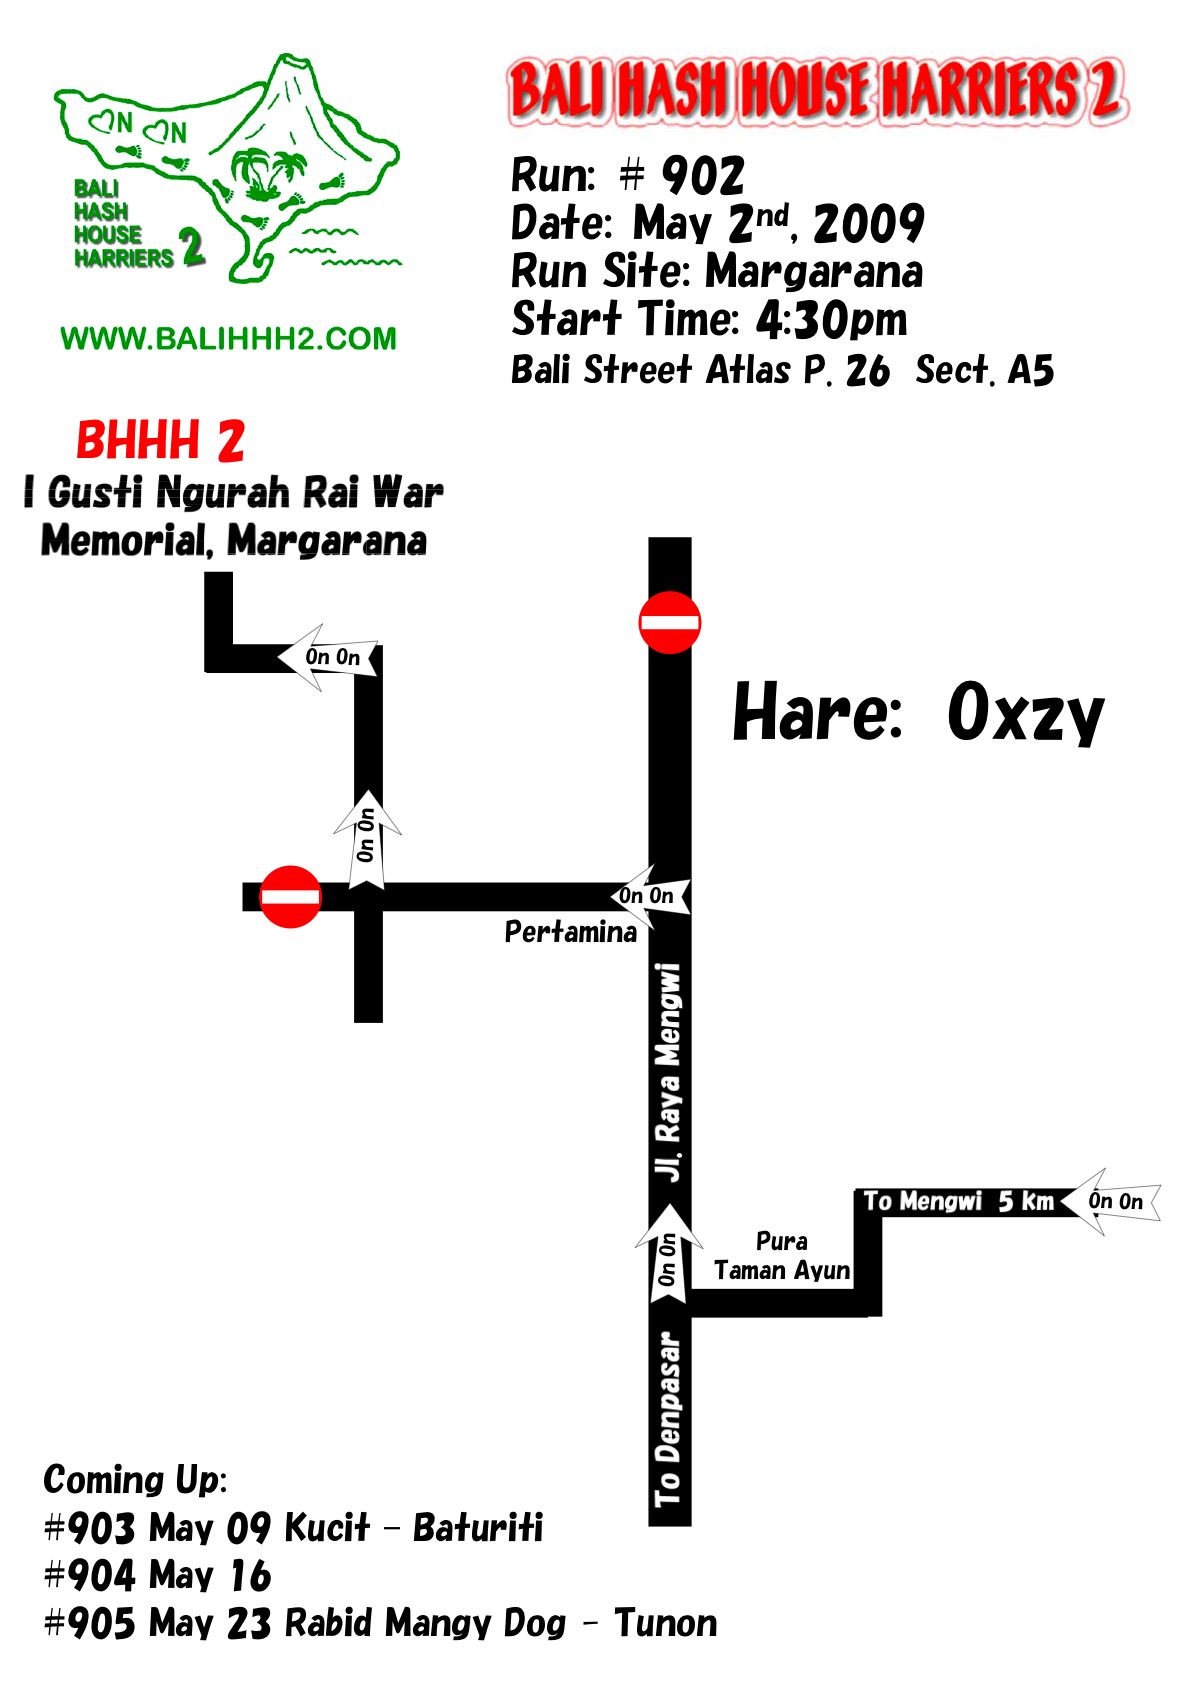 ON ON
BALI
HASH
HOUSE
HARRIERS 2
WWW.BALIHHH2.COM
BALI HASH HOUSE HARRIERS 2
Run: # 902
Date: May 2nd, 2009
Run Site: Margarana
Start Time: 4:30pm
Bali Street Atlas P. 26 Sect. A5
BHHH 2
I Gusti Ngurah Rai War
Memorial, Margarana
On On
Hare: Oxzy
On On
On On
Pertamina
Jl. Raya Mengwi
To Mengwi 5 Km
On On
Pura
Taman Ayun
On On
To Denpasar
Coming Up:
#903 May 09 Kucit - Baturiti
#904 May 16
#905 May 23 Rabid Mangy Dog - Tunon